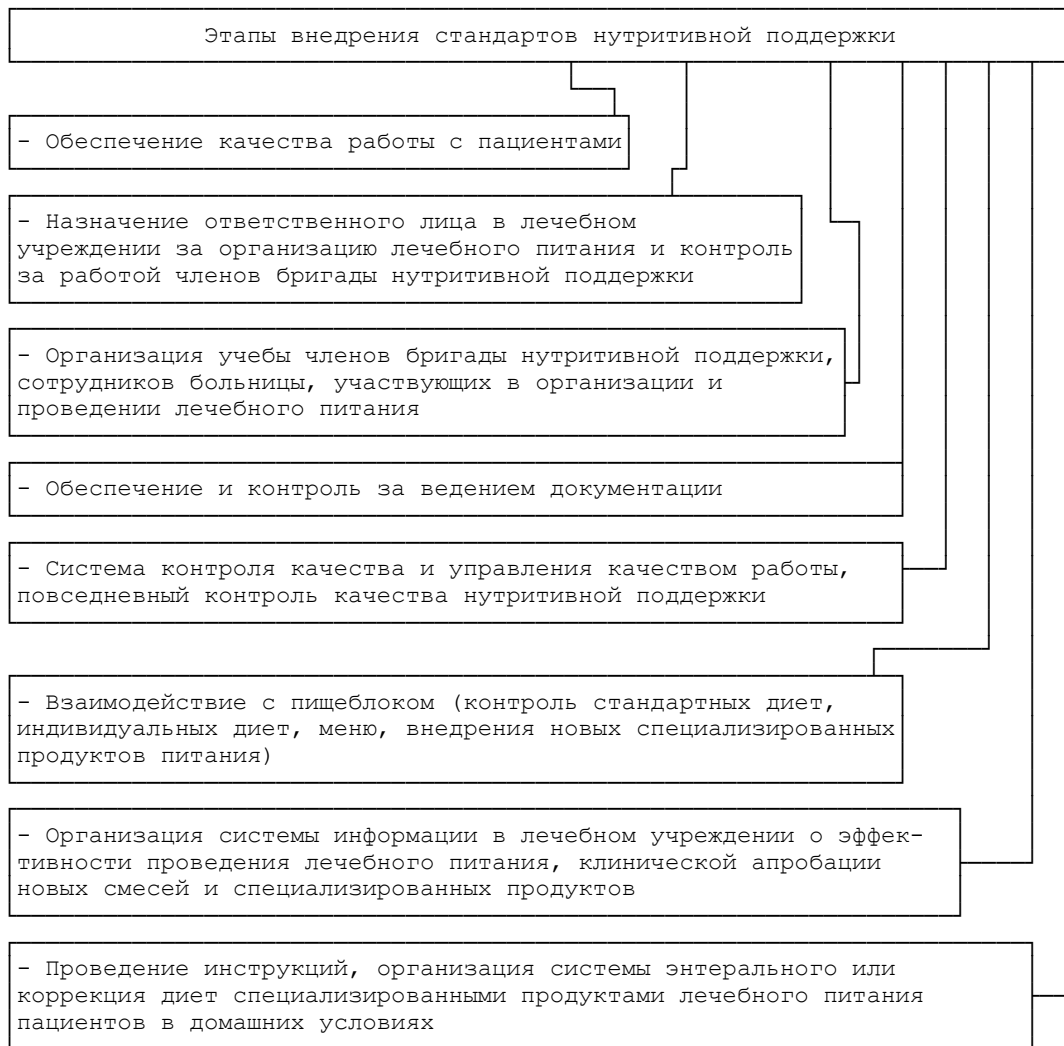 Этапы внедрения стандартов нутритивной поддержки
- Обеспечение качества работы с пациентами
- Назначение ответственного лица в лечебном
учреждении за организацию лечебного питания и контроль
за работой членов бригады нутритивной поддержки
- Организация учебы членов бригады нутритивной поддержки,
сотрудников больницы, участвующих в организации и
проведении лечебного питания
- Обеспечение и контроль за ведением документации
- Система контроля качества и управления качеством работы,
повседневный контроль качества нутритивной поддержки
- Взаимодействие с пищеблоком (контроль стандартных диет,
индивидуальных диет, меню, внедрения новых специализированных
продуктов питания)
- Организация системы информации в лечебном учреждении о эффек-
тивности проведения лечебного питания, клинической апробации
новых смесей и специализированных продуктов
- Проведение инструкций, организация системы энтерального или
коррекция диет специализированными продуктами лечебного питания
пациентов в домашних условиях